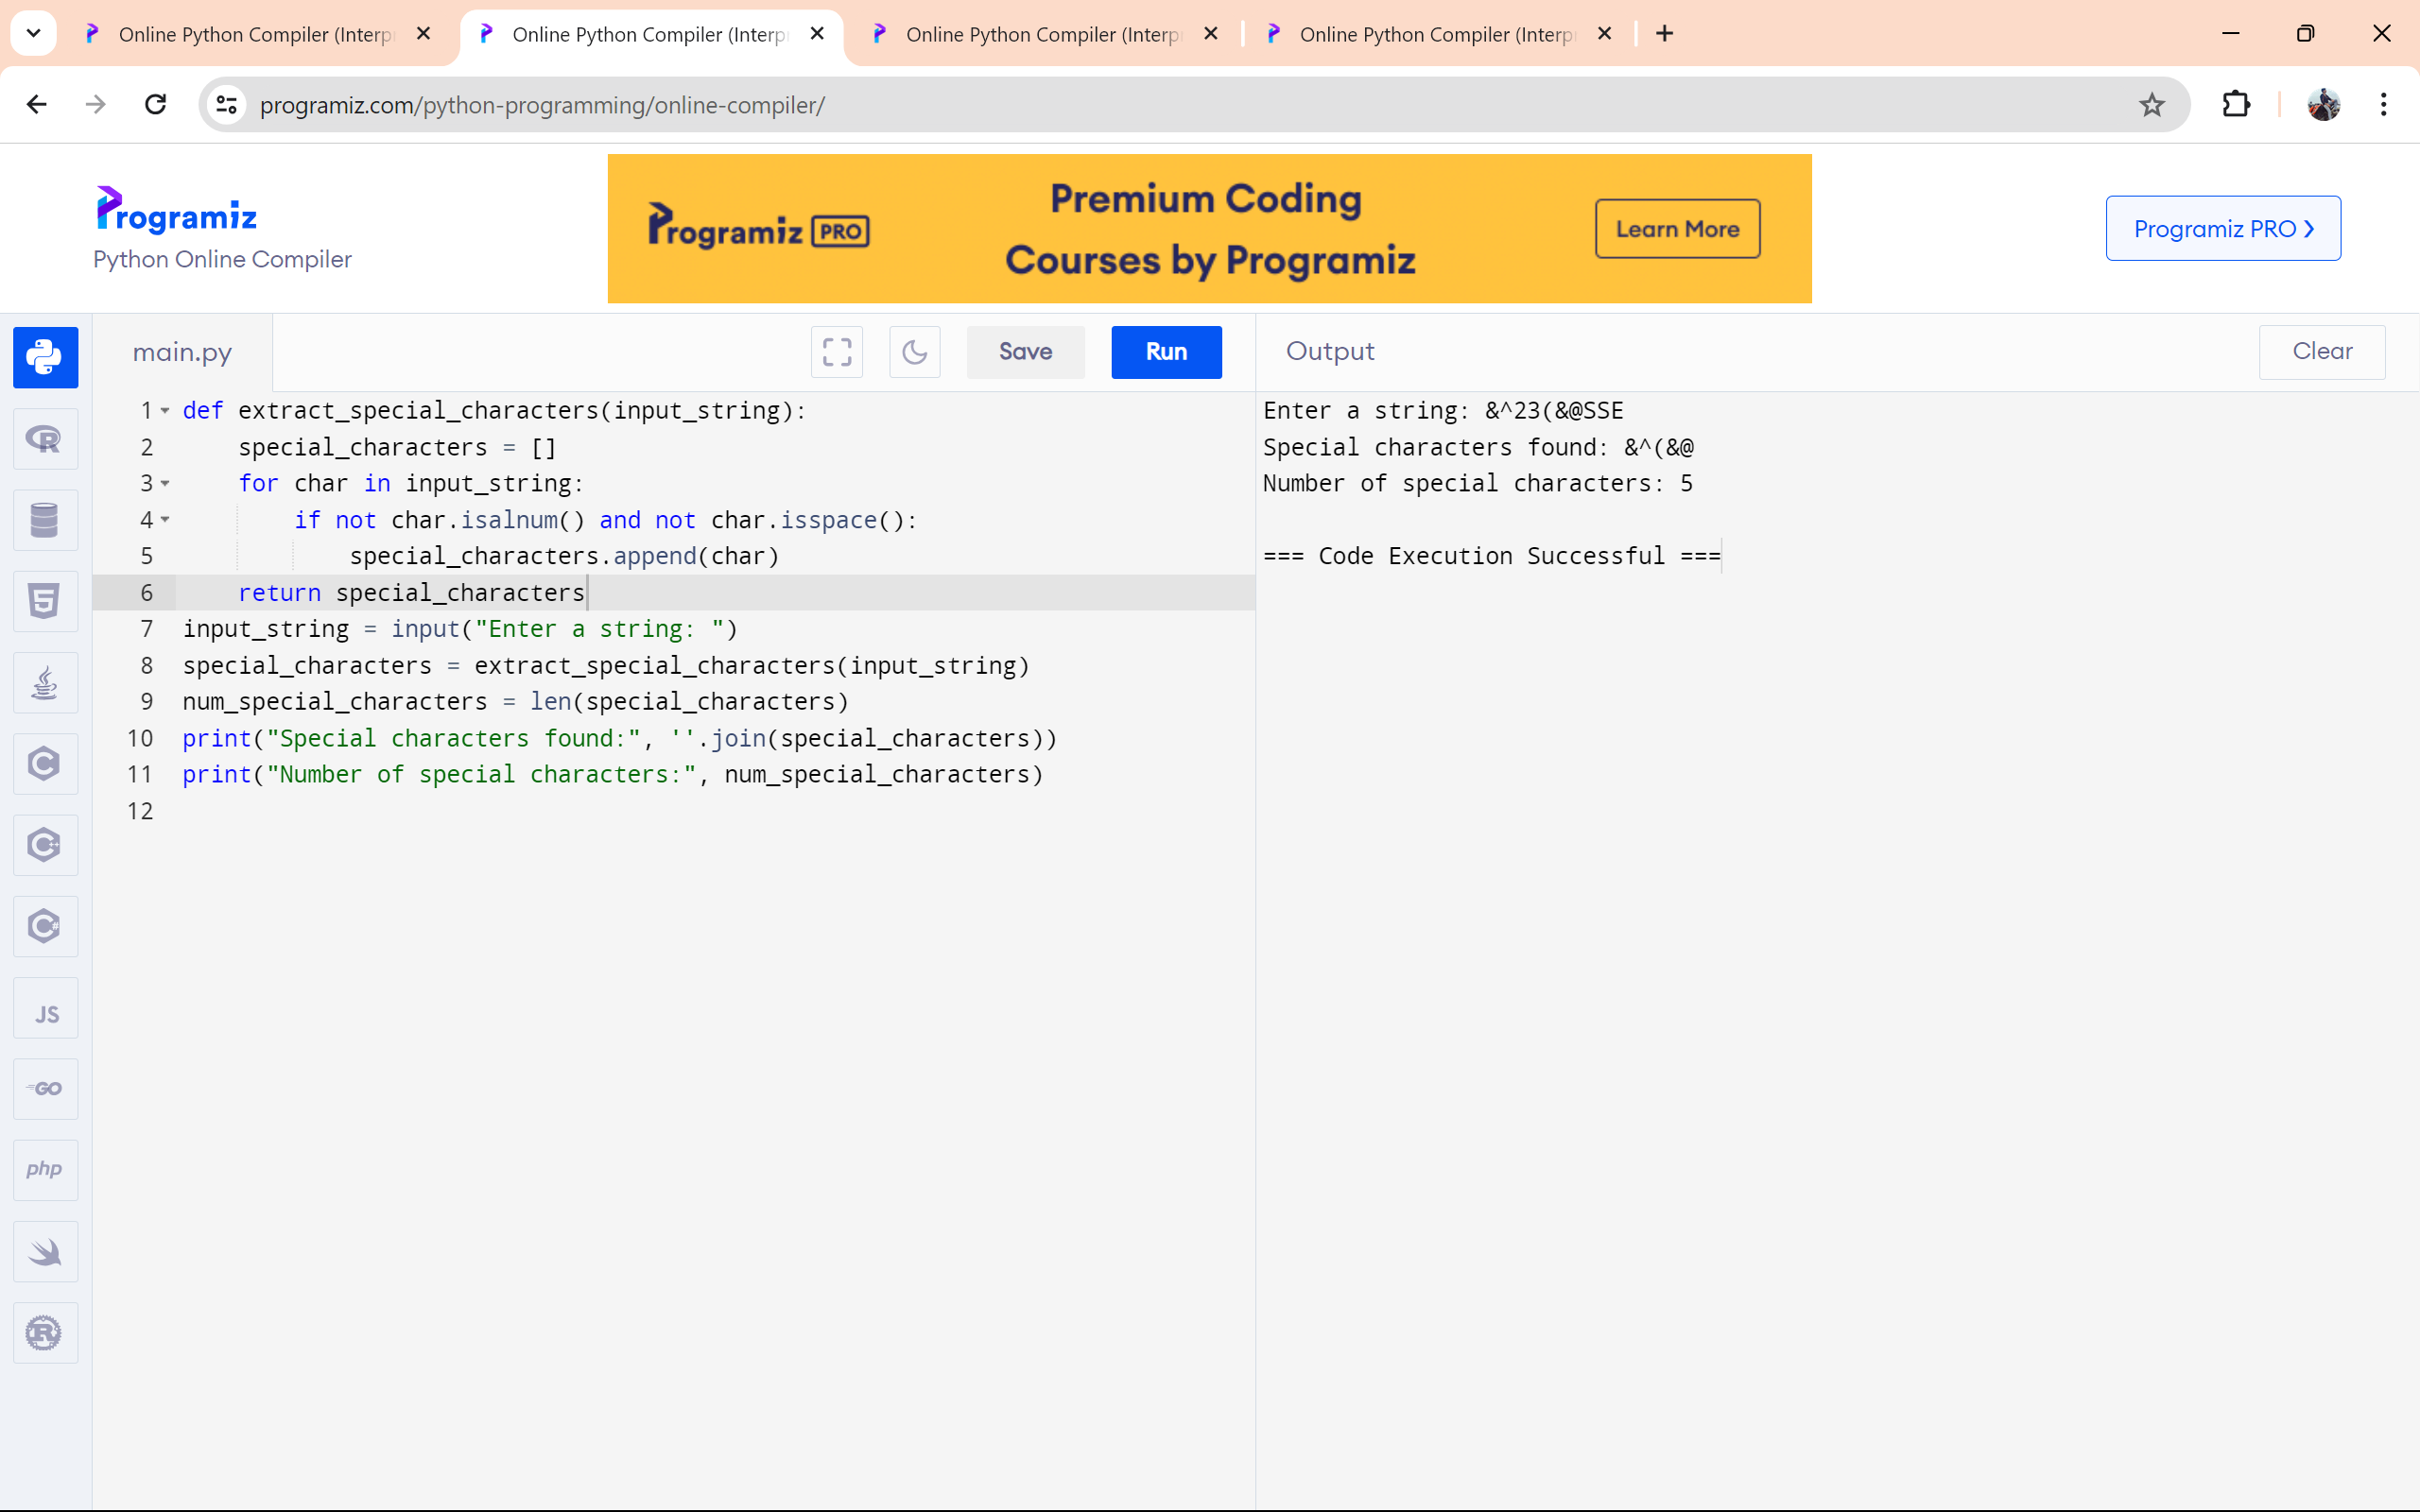 Online Python Compiler (Interp
Online Python Compiler (Interp
Online Python Compiler (Interp
Online Python Compiler (Interp
programiz.com/python-programming/online-compiler/
Programiz
Python Online Compiler
Programiz PRO
Premium Coding
Courses by Programiz
Learn More
Programiz PRO ❯
main.py
Save
Run
Output
Clear
1 def extract_special_characters(input_string):
2     special_characters = []
3     for char in input_string:
4         if not char.isalnum() and not char.isspace():
5             special_characters.append(char)
6     return special_characters
7 input_string = input("Enter a string: ")
8 special_characters = extract_special_characters(input_string)
9 num_special_characters = len(special_characters)
10 print("Special characters found:", ''.join(special_characters))
11 print("Number of special characters:", num_special_characters)
12
Enter a string: &^23(&@SSE
Special characters found: &^(&@
Number of special characters: 5
=== Code Execution Successful ===
R
5
C
C++
C#
JS
GO
php
R